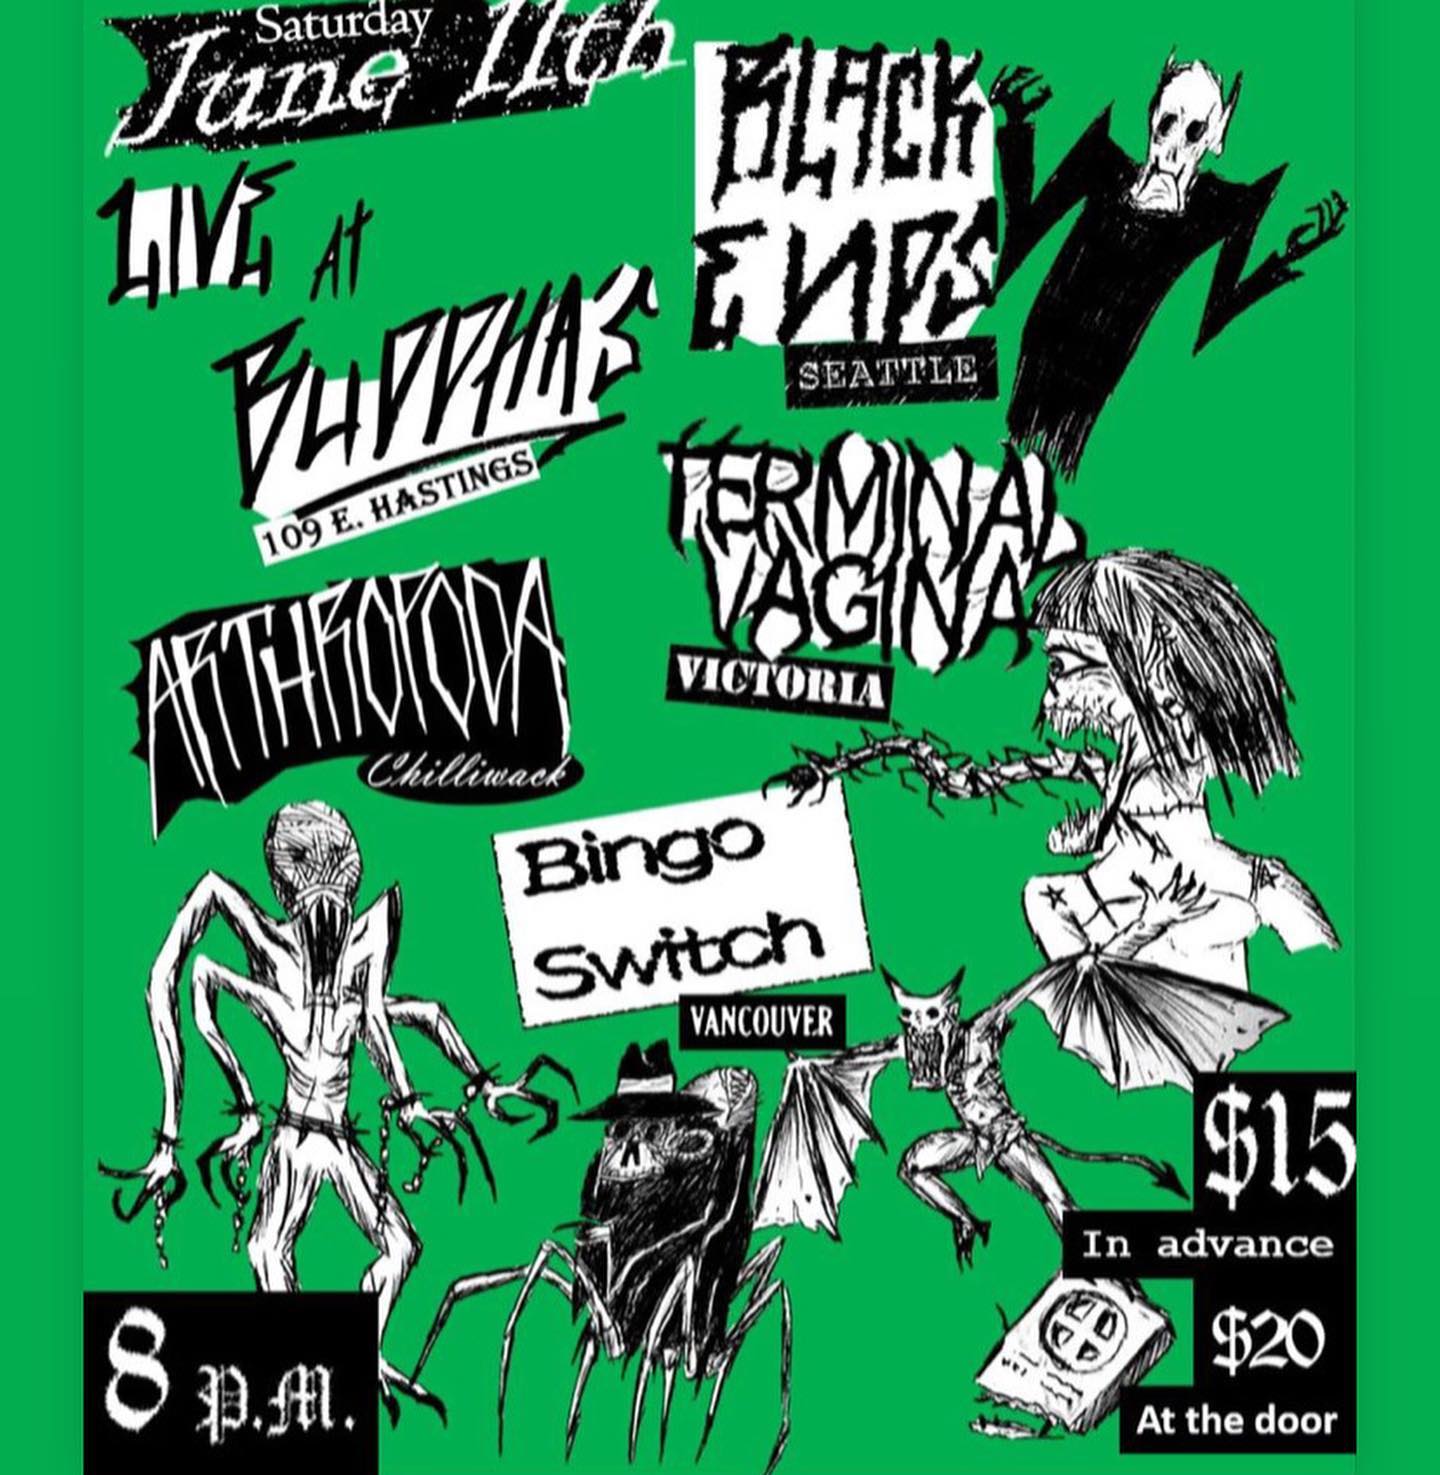 Saturday
June 11th
LIVE AT
BUDDHAS
109 E. HASTINGS
BLACK
ENDS
SEATTLE
TERMINAL
VAGINA
VICTORIA
ARTHROPODA
Chilliwack
Bingo
Switch
VANCOUVER
$15
In advance
$20
At the door
8 P.M.